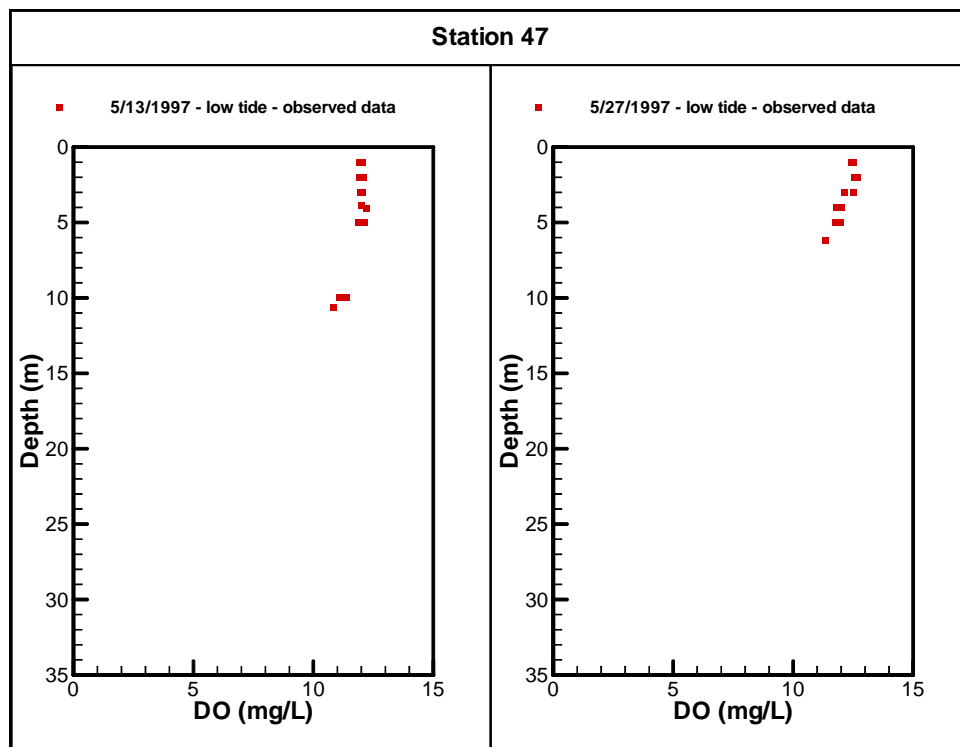 Station 47
5/13/1997 - low tide - observed data
0
5
10
15
20
25
30
35
Depth (m)
0 5 10 15
DO (mg/L)
5/27/1997 - low tide - observed data
0
5
10
15
20
25
30
35
Depth (m)
0 5 10 15
DO (mg/L)